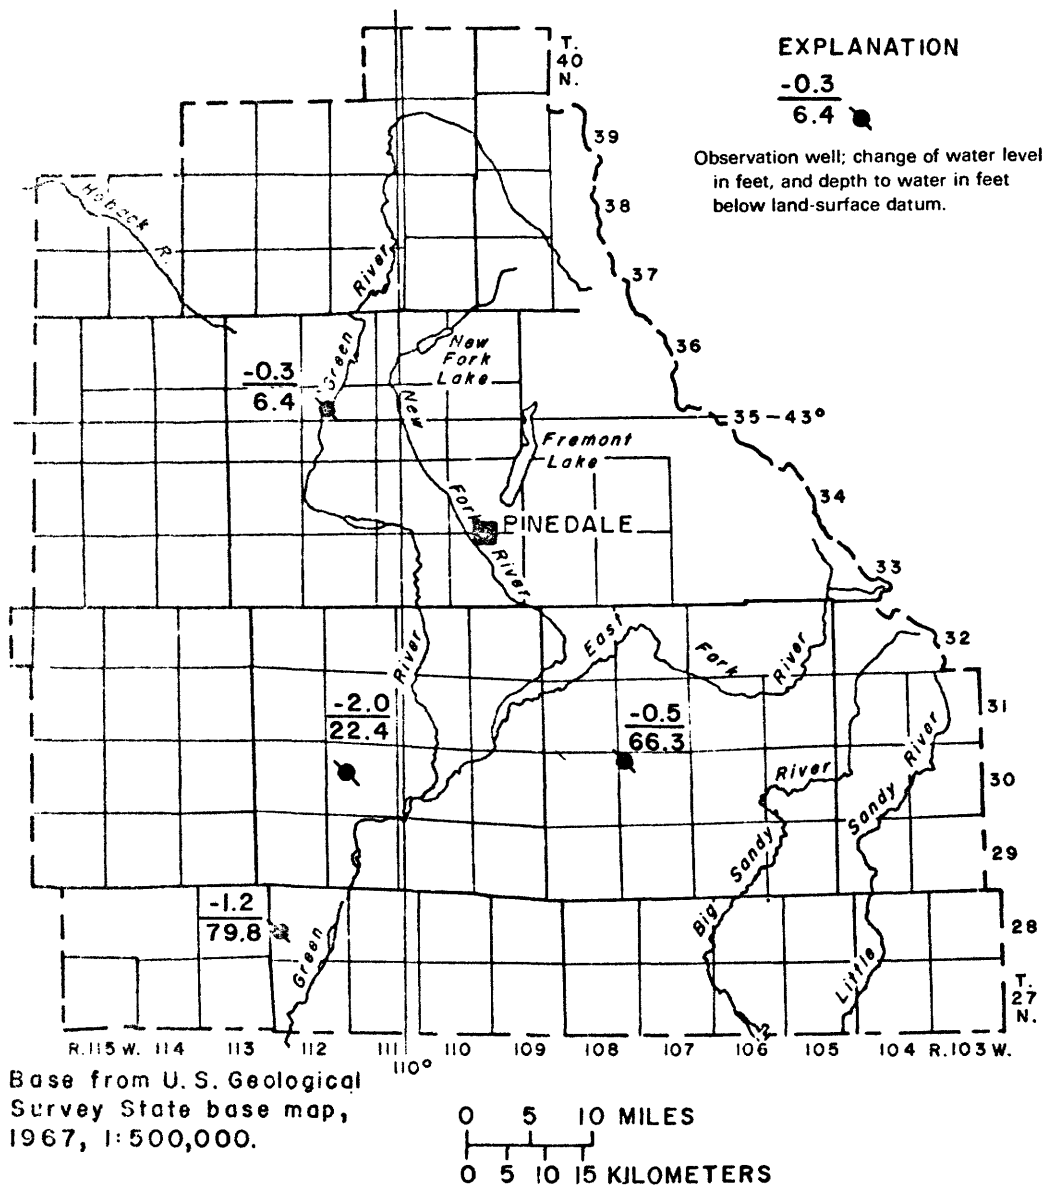 EXPLANATION
-0.3
6.4
Observation well; change of water level
in feet, and depth to water in feet
below land-surface datum.
T.
40
N.
39
38
37
36
35-43°
34
33
32
31
30
29
28
T.
27
N.
Hoback R.
Green River
New
Fork
Lake
-0.3
6.4
New Fork River
Fremont
Lake
PINEDALE
East Fork River
River
-2.0
22.4
-0.5
66.3
Big Sandy River
Little Sandy River
-1.2
79.8
Green
R.115 W. 114 113 112 111 110 109 108 107 106 105 104 R.103 W.
110°
Base from U. S. Geological
Survey State base map,
1967, 1:500,000.
0 5 10 MILES
0 5 10 15 KILOMETERS